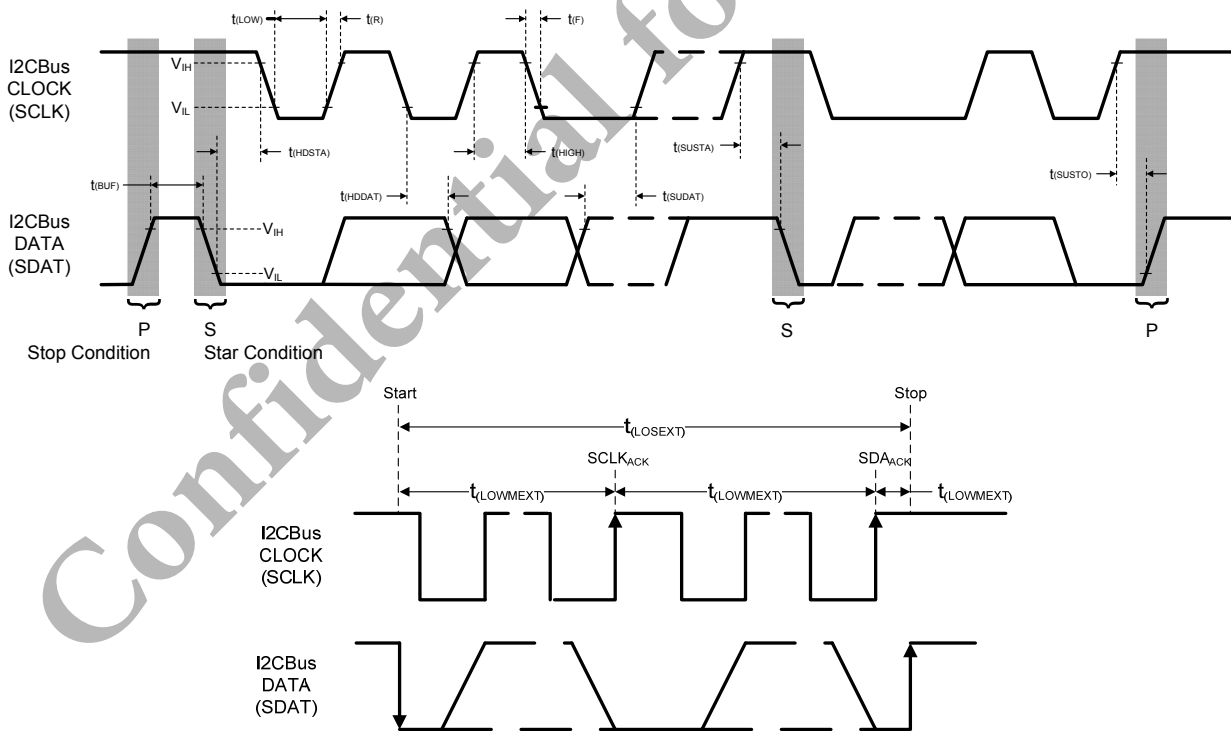 t(LOW)
t(R)
t(F)
I2CBus
CLOCK
(SCLK)
VIH
VIL
t(HDSTA)
t(HIGH)
t(SUSTA)
t(BUF)
t(HDDAT)
t(SUDAT)
t(SUSTO)
I2CBus
DATA
(SDAT)
VIH
VIL
P
S
S
P
Stop Condition
Star Condition
Start
Stop
t(LOSEXT)
SCLKACK
SDAACK
t(LOWMEXT)
t(LOWMEXT)
t(LOWMEXT)
I2CBus
CLOCK
(SCLK)
I2CBus
DATA
(SDAT)
Confidential fo